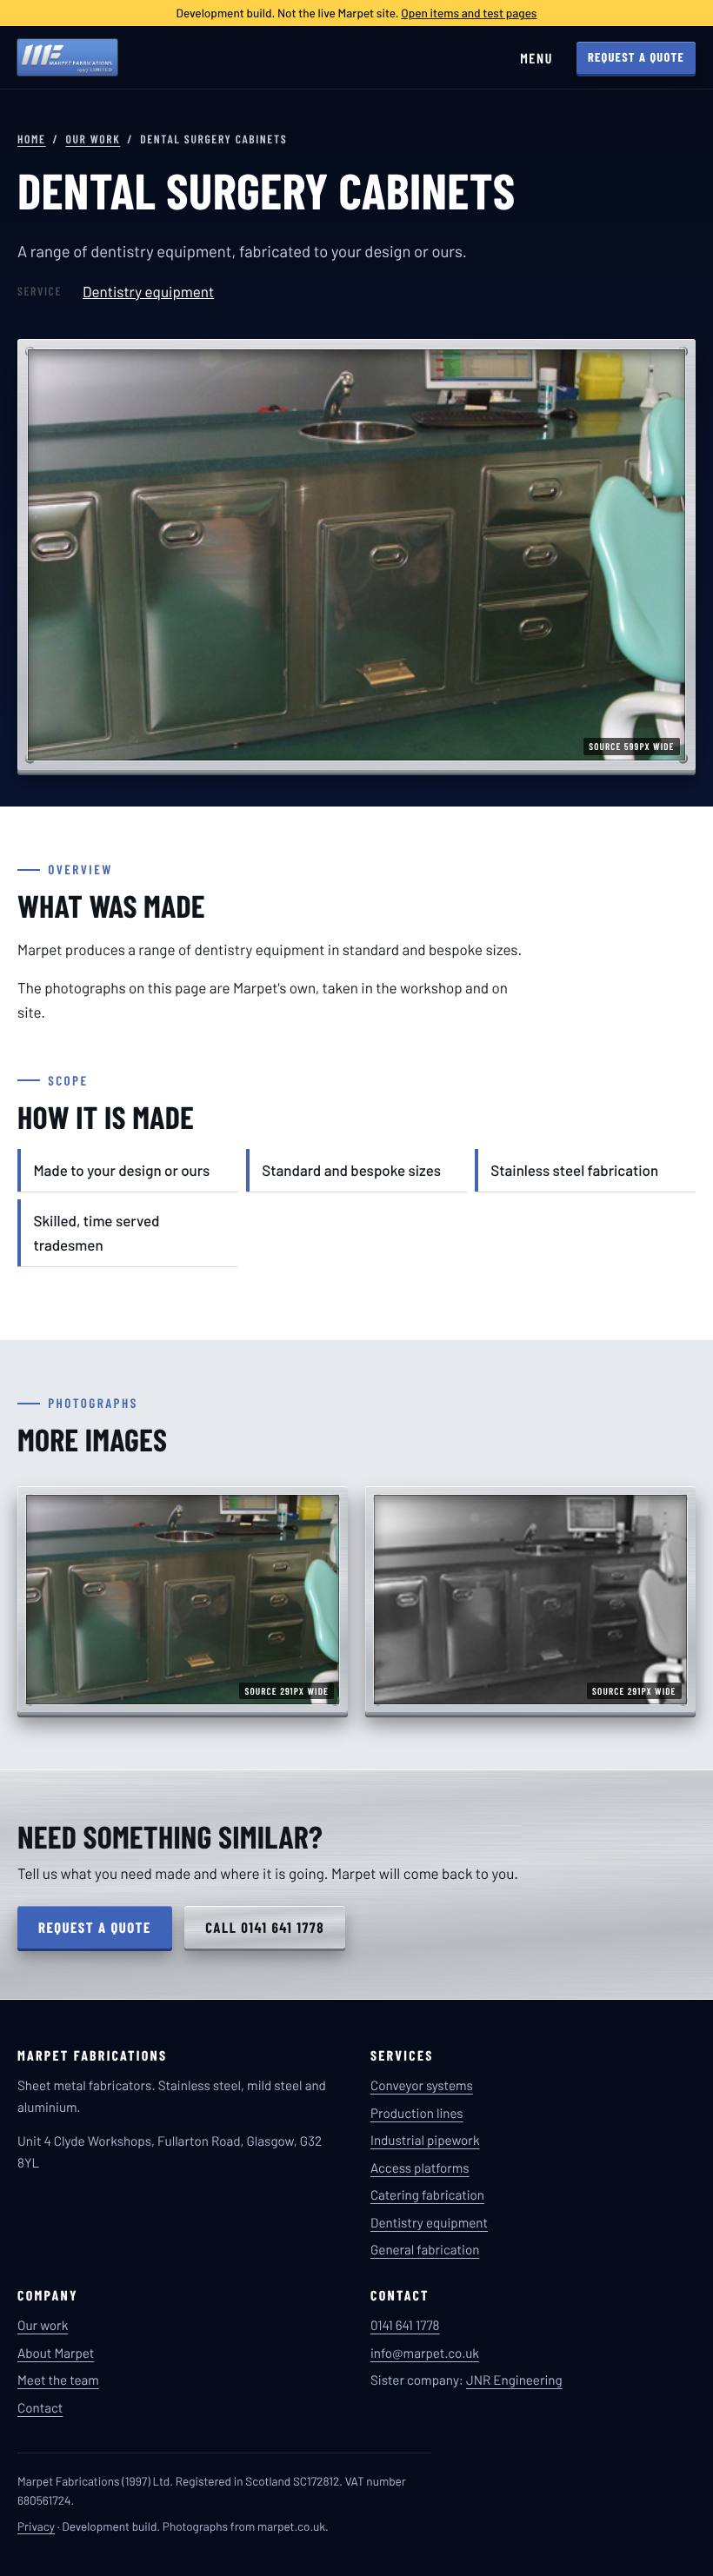 Development build. Not the live Marpet site. Open items and test pages
MF
MARPET FABRICATIONS
(1997) LIMITED
MENU
REQUEST A QUOTE
HOME / OUR WORK / DENTAL SURGERY CABINETS
DENTAL SURGERY CABINETS
A range of dentistry equipment, fabricated to your design or ours.
SERVICE Dentistry equipment
SOURCE 599PX WIDE
OVERVIEW
WHAT WAS MADE
Marpet produces a range of dentistry equipment in standard and bespoke sizes.
The photographs on this page are Marpet's own, taken in the workshop and on
site.
SCOPE
HOW IT IS MADE
Made to your design or ours
Standard and bespoke sizes
Stainless steel fabrication
Skilled, time served
tradesmen
PHOTOGRAPHS
MORE IMAGES
SOURCE 291PX WIDE
SOURCE 291PX WIDE
NEED SOMETHING SIMILAR?
Tell us what you need made and where it is going. Marpet will come back to you.
REQUEST A QUOTE
CALL 0141 641 1778
MARPET FABRICATIONS
Sheet metal fabricators. Stainless steel, mild steel and
aluminium.
Unit 4 Clyde Workshops, Fullarton Road, Glasgow, G32
8YL
SERVICES
Conveyor systems
Production lines
Industrial pipework
Access platforms
Catering fabrication
Dentistry equipment
General fabrication
COMPANY
Our work
About Marpet
Meet the team
Contact
CONTACT
0141 641 1778
info@marpet.co.uk
Sister company: JNR Engineering
Marpet Fabrications (1997) Ltd. Registered in Scotland SC172812. VAT number
680561724.
Privacy · Development build. Photographs from marpet.co.uk.